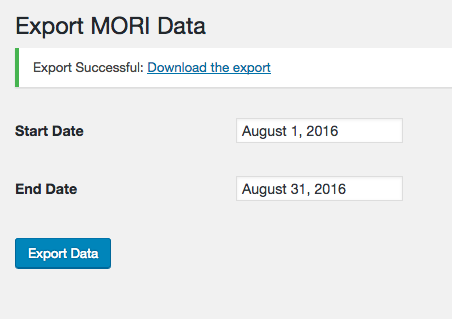 Export MORI Data
Export Successful: Download the export
Start Date
August 1, 2016
End Date
August 31, 2016
Export Data